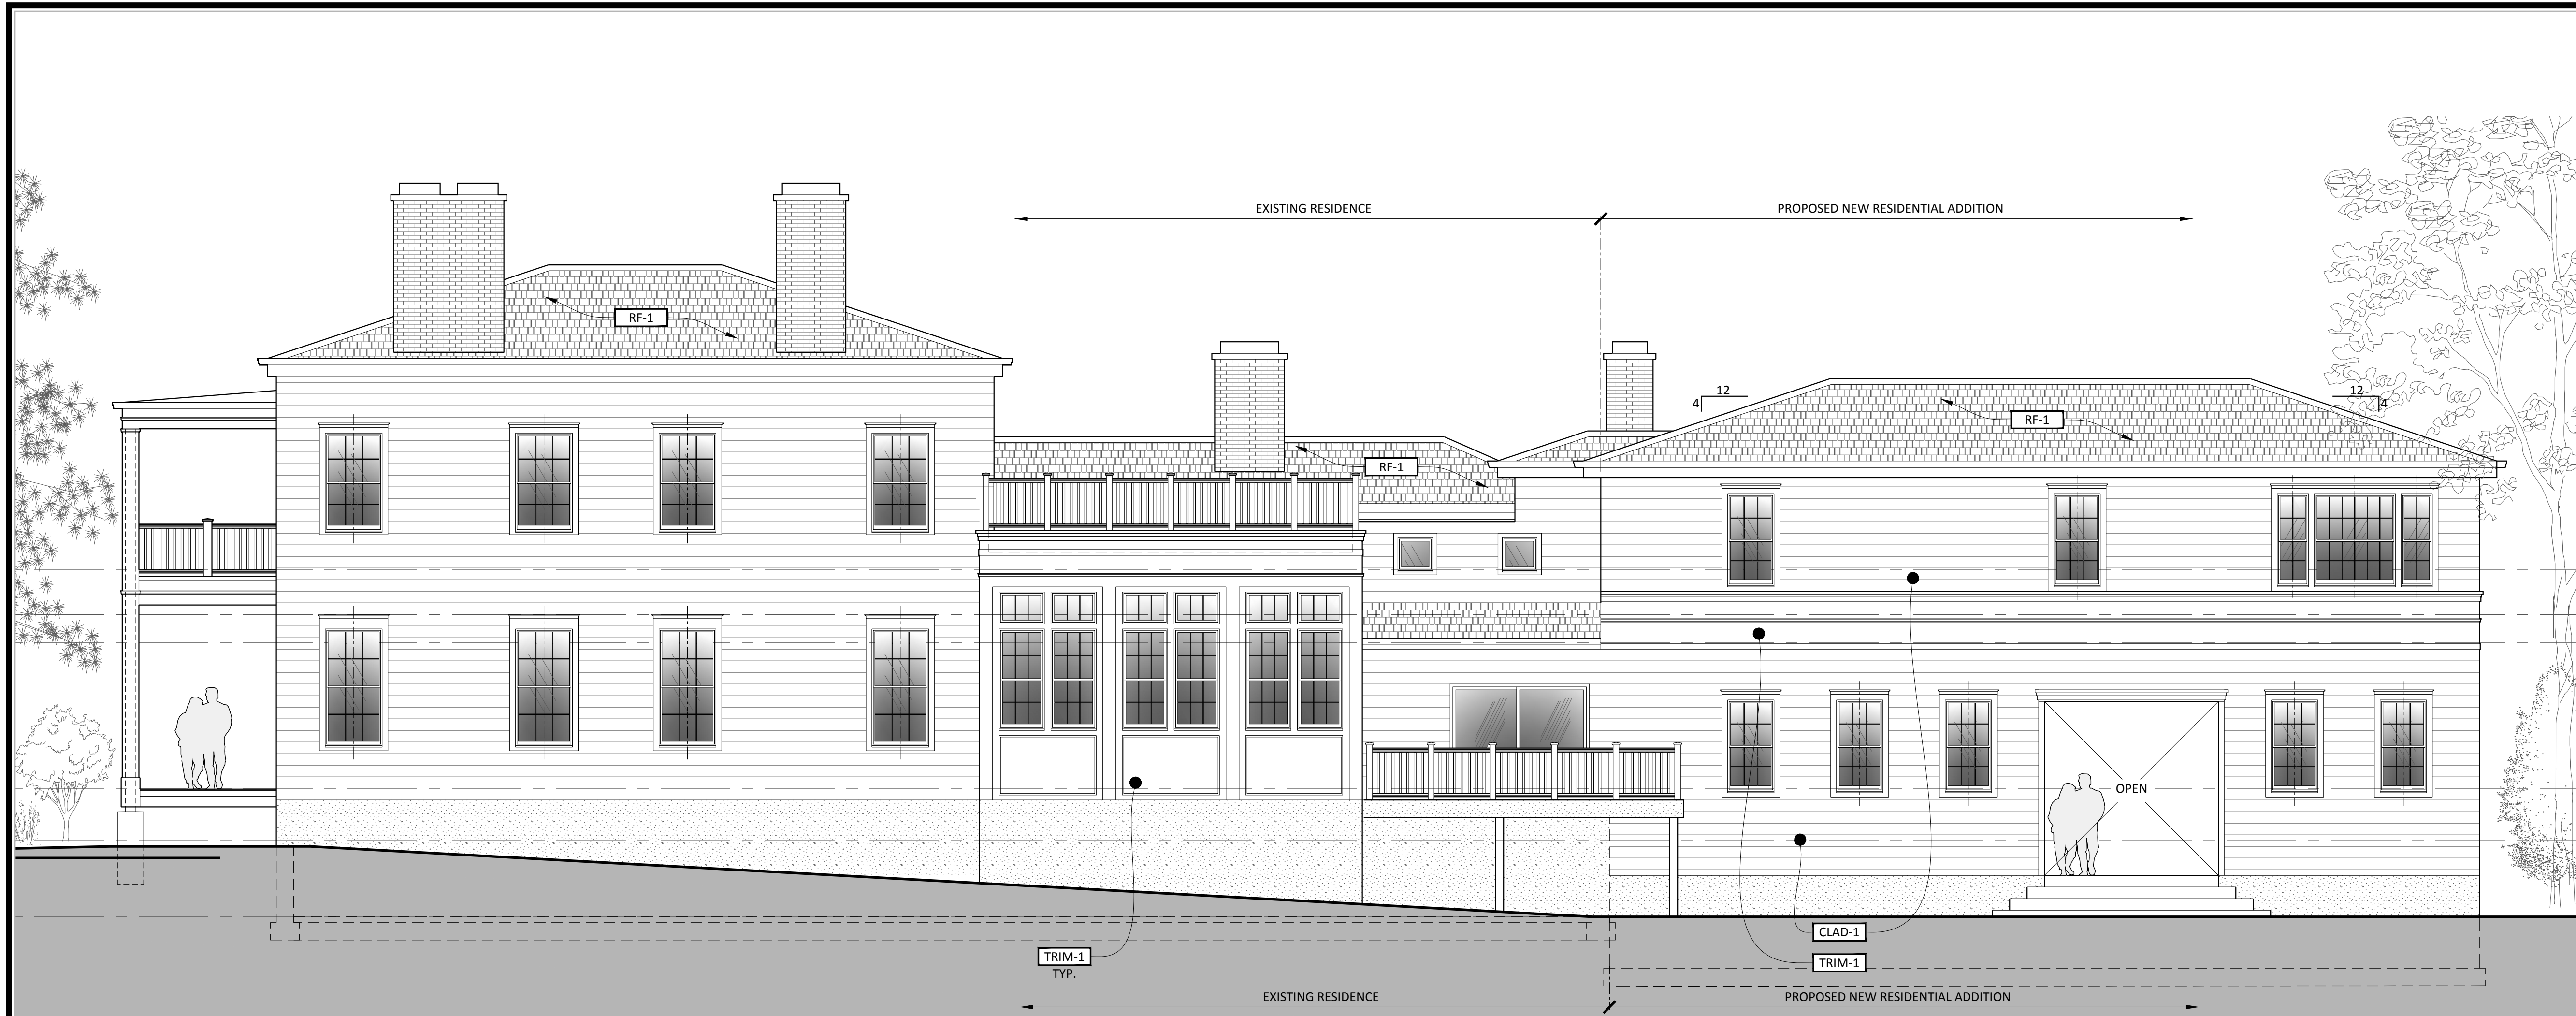 EXISTING RESIDENCE
PROPOSED NEW RESIDENTIAL ADDITION
RF-1
12
4
12
4
RF-1
RF-1
OPEN
CLAD-1
TRIM-1
TYP.
TRIM-1
EXISTING RESIDENCE
PROPOSED NEW RESIDENTIAL ADDITION